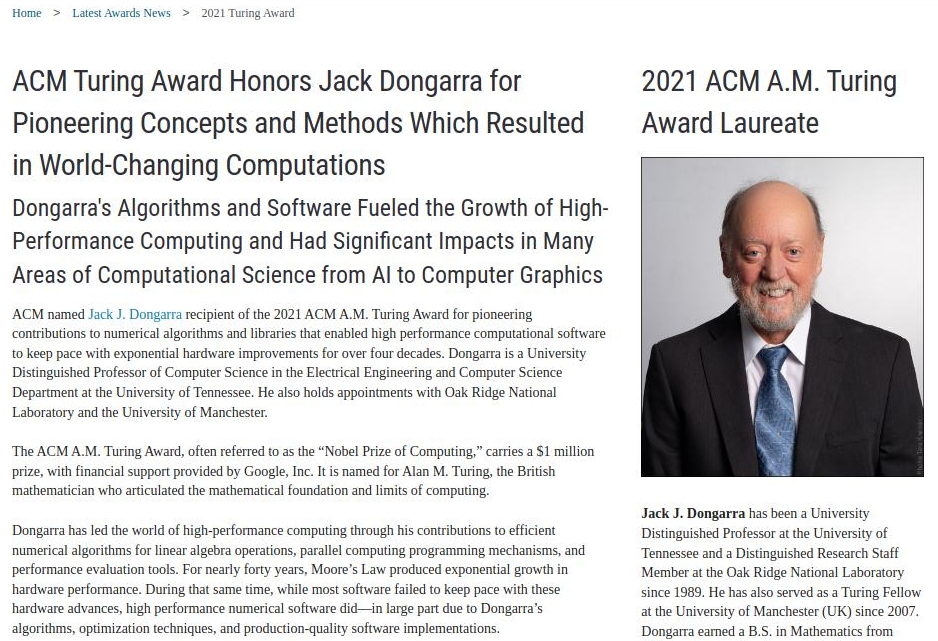 Home > Latest Awards News > 2021 Turing Award
ACM Turing Award Honors Jack Dongarra for
Pioneering Concepts and Methods Which Resulted
in World-Changing Computations
Dongarra's Algorithms and Software Fueled the Growth of High-
Performance Computing and Had Significant Impacts in Many
Areas of Computational Science from AI to Computer Graphics
ACM named Jack J. Dongarra recipient of the 2021 ACM A.M. Turing Award for pioneering
contributions to numerical algorithms and libraries that enabled high performance computational software
to keep pace with exponential hardware improvements for over four decades. Dongarra is a University
Distinguished Professor of Computer Science in the Electrical Engineering and Computer Science
Department at the University of Tennessee. He also holds appointments with Oak Ridge National
Laboratory and the University of Manchester.
The ACM A.M. Turing Award, often referred to as the “Nobel Prize of Computing,” carries a $1 million
prize, with financial support provided by Google, Inc. It is named for Alan M. Turing, the British
mathematician who articulated the mathematical foundation and limits of computing.
Dongarra has led the world of high-performance computing through his contributions to efficient
numerical algorithms for linear algebra operations, parallel computing programming mechanisms, and
performance evaluation tools. For nearly forty years, Moore’s Law produced exponential growth in
hardware performance. During that same time, while most software failed to keep pace with these
hardware advances, high performance numerical software did—in large part due to Dongarra’s
algorithms, optimization techniques, and production-quality software implementations.
2021 ACM A.M. Turing
Award Laureate
Jack J. Dongarra has been a University
Distinguished Professor at the University of
Tennessee and a Distinguished Research Staff
Member at the Oak Ridge National Laboratory
since 1989. He has also served as a Turing Fellow
at the University of Manchester (UK) since 2007.
Dongarra earned a B.S. in Mathematics from